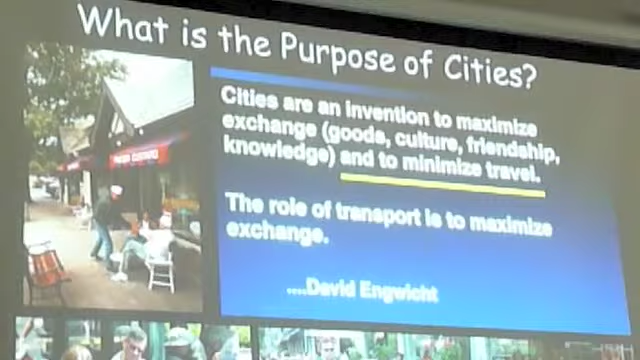 What is the Purpose of Cities?
Cities are an invention to maximize
exchange (goods, culture, friendship,
knowledge) and to minimize travel.
The role of transport is to maximize
exchange.
....David Engwicht